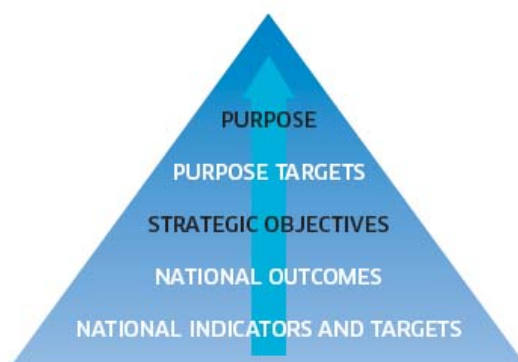 PURPOSE
PURPOSE TARGETS
STRATEGIC OBJECTIVES
NATIONAL OUTCOMES
NATIONAL INDICATORS AND TARGETS